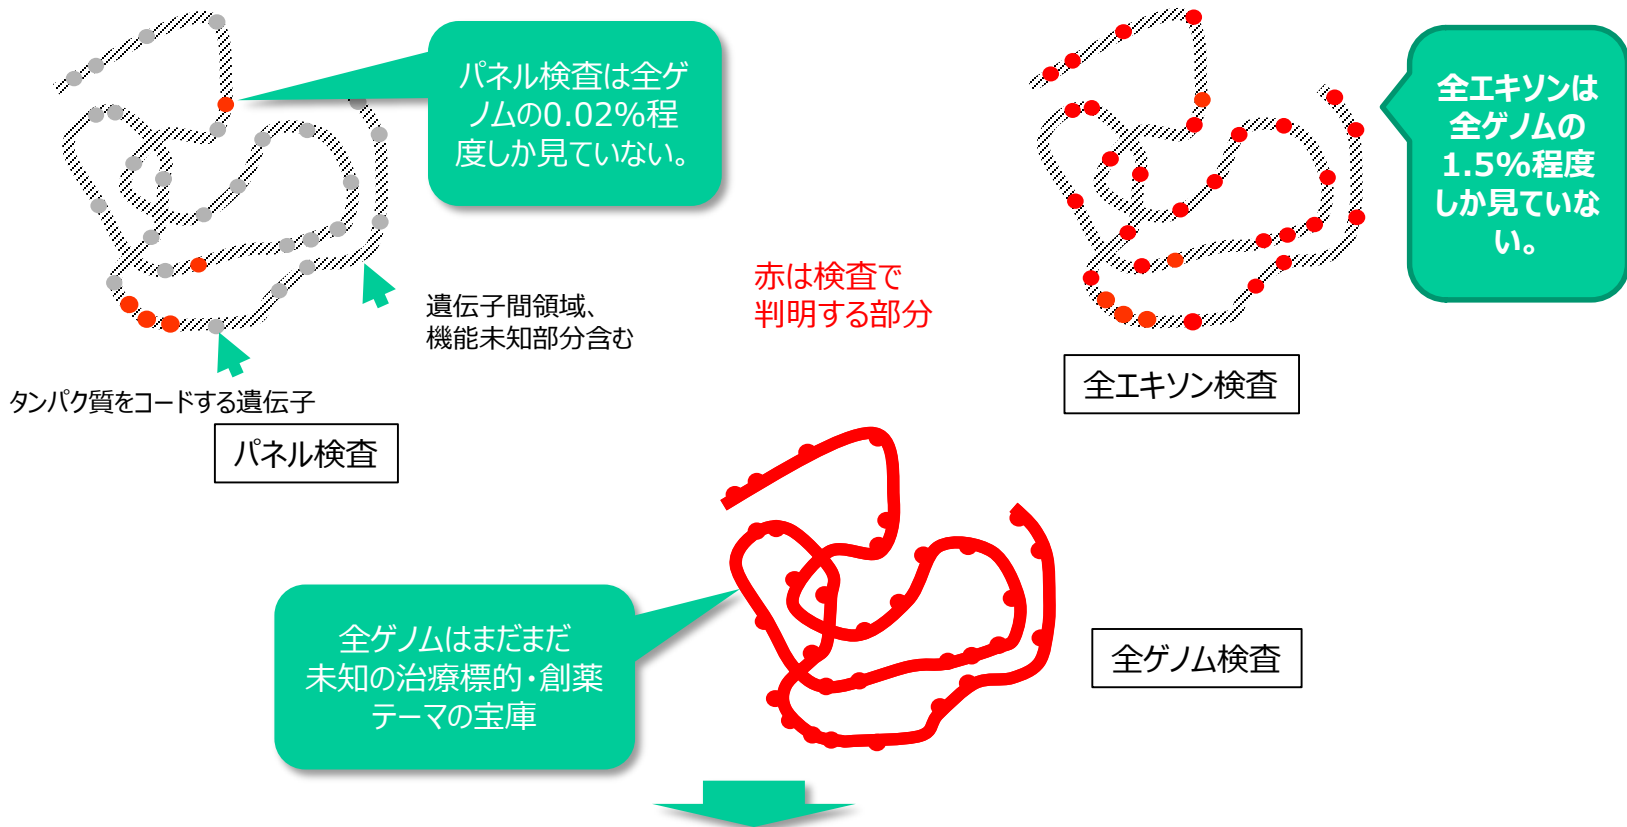 パネル検査は全ゲ
ノムの0.02%程
度しか見ていない。
全エキソンは
全ゲノムの
1.5%程度
しか見ていな
い。
赤は検査で
判明する部分
遺伝子間領域、
機能未知部分含む
タンパク質をコードする遺伝子
パネル検査
全エキソン検査
全ゲノムはまだまだ
未知の治療標的・創薬
テーマの宝庫
全ゲノム検査